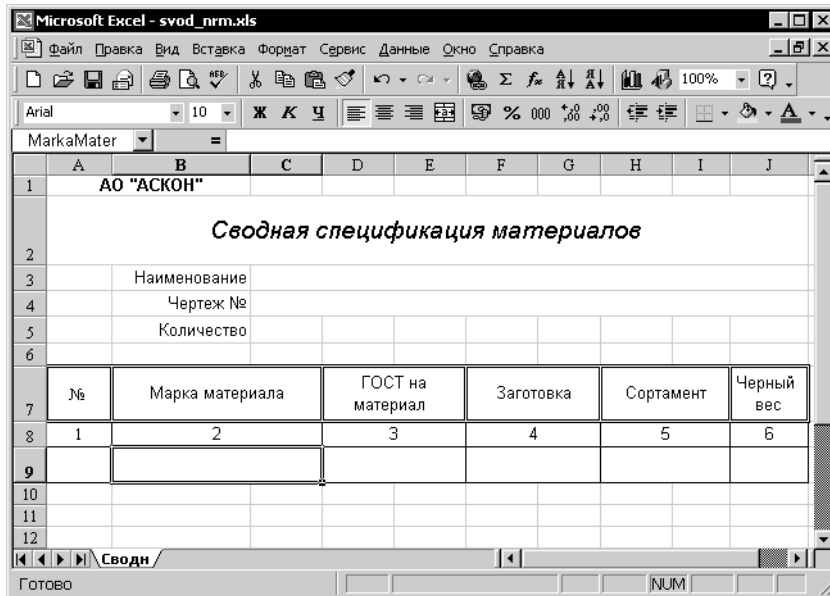 Microsoft Excel - svod_nrm.xls
Файл Правка Вид Вставка Формат Сервис Данные Окно Справка
100%
Arial 10 Ж К Ч % 000
MarkaMater =
A B C D E F G H I J
1 АО "АСКОН"
2 Сводная спецификация материалов
3 Наименование
4 Чертеж №
5 Количество
6
7 № Марка материала ГОСТ на материал Заготовка Сортамент Черный вес
8 1 2 3 4 5 6
9
10
11
12
Сводн
Готово NUM